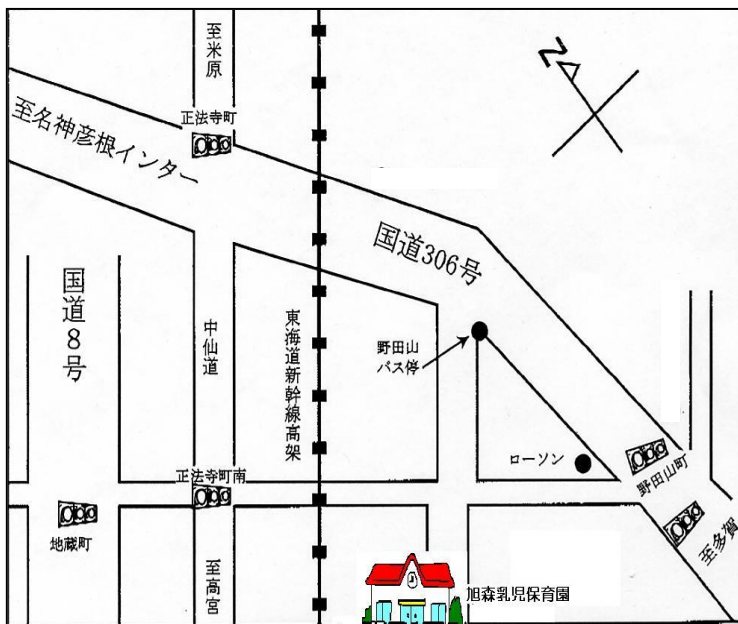 至米原
正法寺町
至名神彦根インター
国道306号
国道8号
中仙道
東海道新幹線高架
野田山
バス停
ローソン
野田山町
正法寺町南
地蔵町
至高宮
至多賀
旭森乳児保育園
N